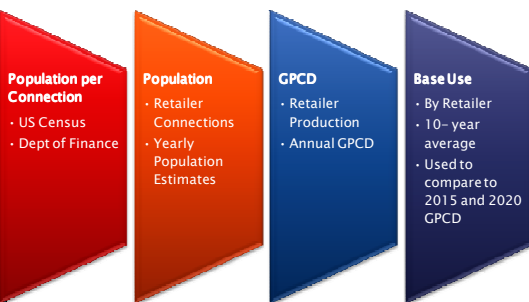 Population per
Connection
• US Census
• Dept of Finance
Population
• Retailer
Connections
• Yearly
Population
Estimates
GPCD
• Retailer
Production
• Annual GPCD
Base Use
• By Retailer
• 10- year
average
• Used to
compare to
2015 and 2020
GPCD